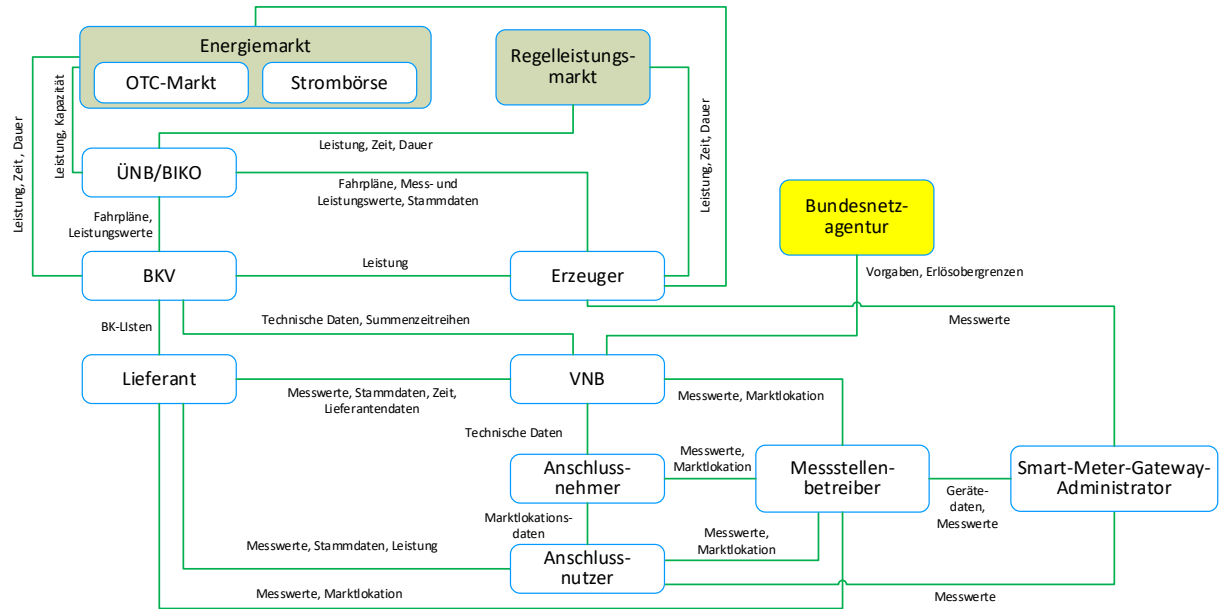 Energiemarkt
OTC-Markt
Strombörse
Regelleistungs-
markt
Leistung, Zeit, Dauer
Leistung, Kapazität
Leistung, Zeit, Dauer
Leistung, Zeit, Dauer
ÜNB/BIKO
Fahrpläne, Mess- und
Leistungswerte, Stammdaten
Bundesnetz-
agentur
Fahrpläne,
Leistungswerte
BKV
Leistung
Erzeuger
Vorgaben, Erlösobergrenzen
BK-LIsten
Technische Daten, Summenzeitreihen
Messwerte
Lieferant
Messwerte, Stammdaten, Zeit,
Lieferantendaten
VNB
Messwerte, Marktlokation
Technische Daten
Anschluss-
nehmer
Messwerte,
Marktlokation
Messstellen-
betreiber
Geräte-
daten,
Messwerte
Smart-Meter-Gateway-
Administrator
Marktlokations-
daten
Messwerte, Stammdaten, Leistung
Anschluss-
nutzer
Messwerte,
Marktlokation
Messwerte, Marktlokation
Messwerte